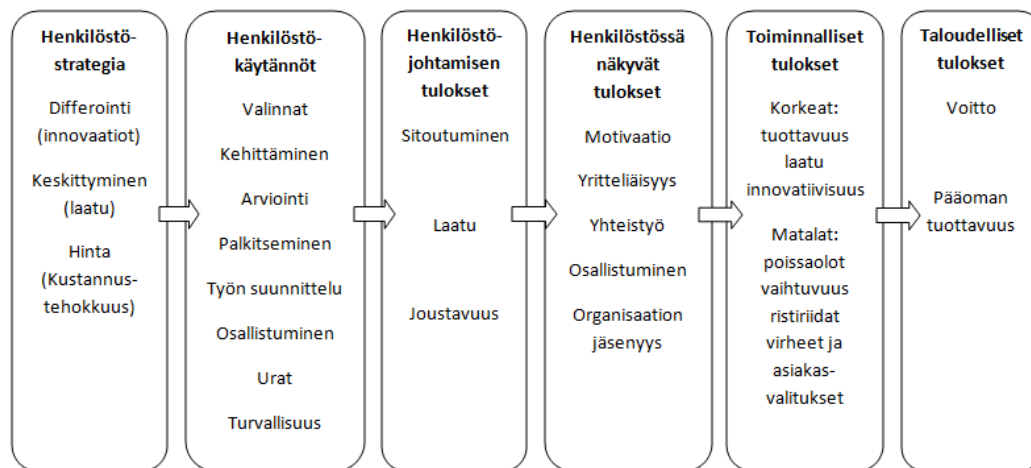 Henkilöstö-
strategia
Differointi
(innovaatiot)
Keskittyminen
(laatu)
Hinta
(Kustannus-
tehokkuus)
Henkilöstö-
käytännöt
Valinnat
Kehittäminen
Arviointi
Palkitseminen
Työn suunnittelu
Osallistuminen
Urat
Turvallisuus
Henkilöstö-
johtamisen
tulokset
Sitoutuminen
Laatu
Joustavuus
Henkilöstössä
näkyvät
tulokset
Motivaatio
Yritteliäisyys
Yhteistyö
Osallistuminen
Organisaation
jäsenyys
Toiminnalliset
tulokset
Korkeat:
tuottavuus
laatu
innovatiivisuus
Matalat:
poissaolot
vaihtuvuus
ristiriidat
virheet ja
asiakas-
valitukset
Taloudelliset
tulokset
Voitto
Pääoman
tuottavuus